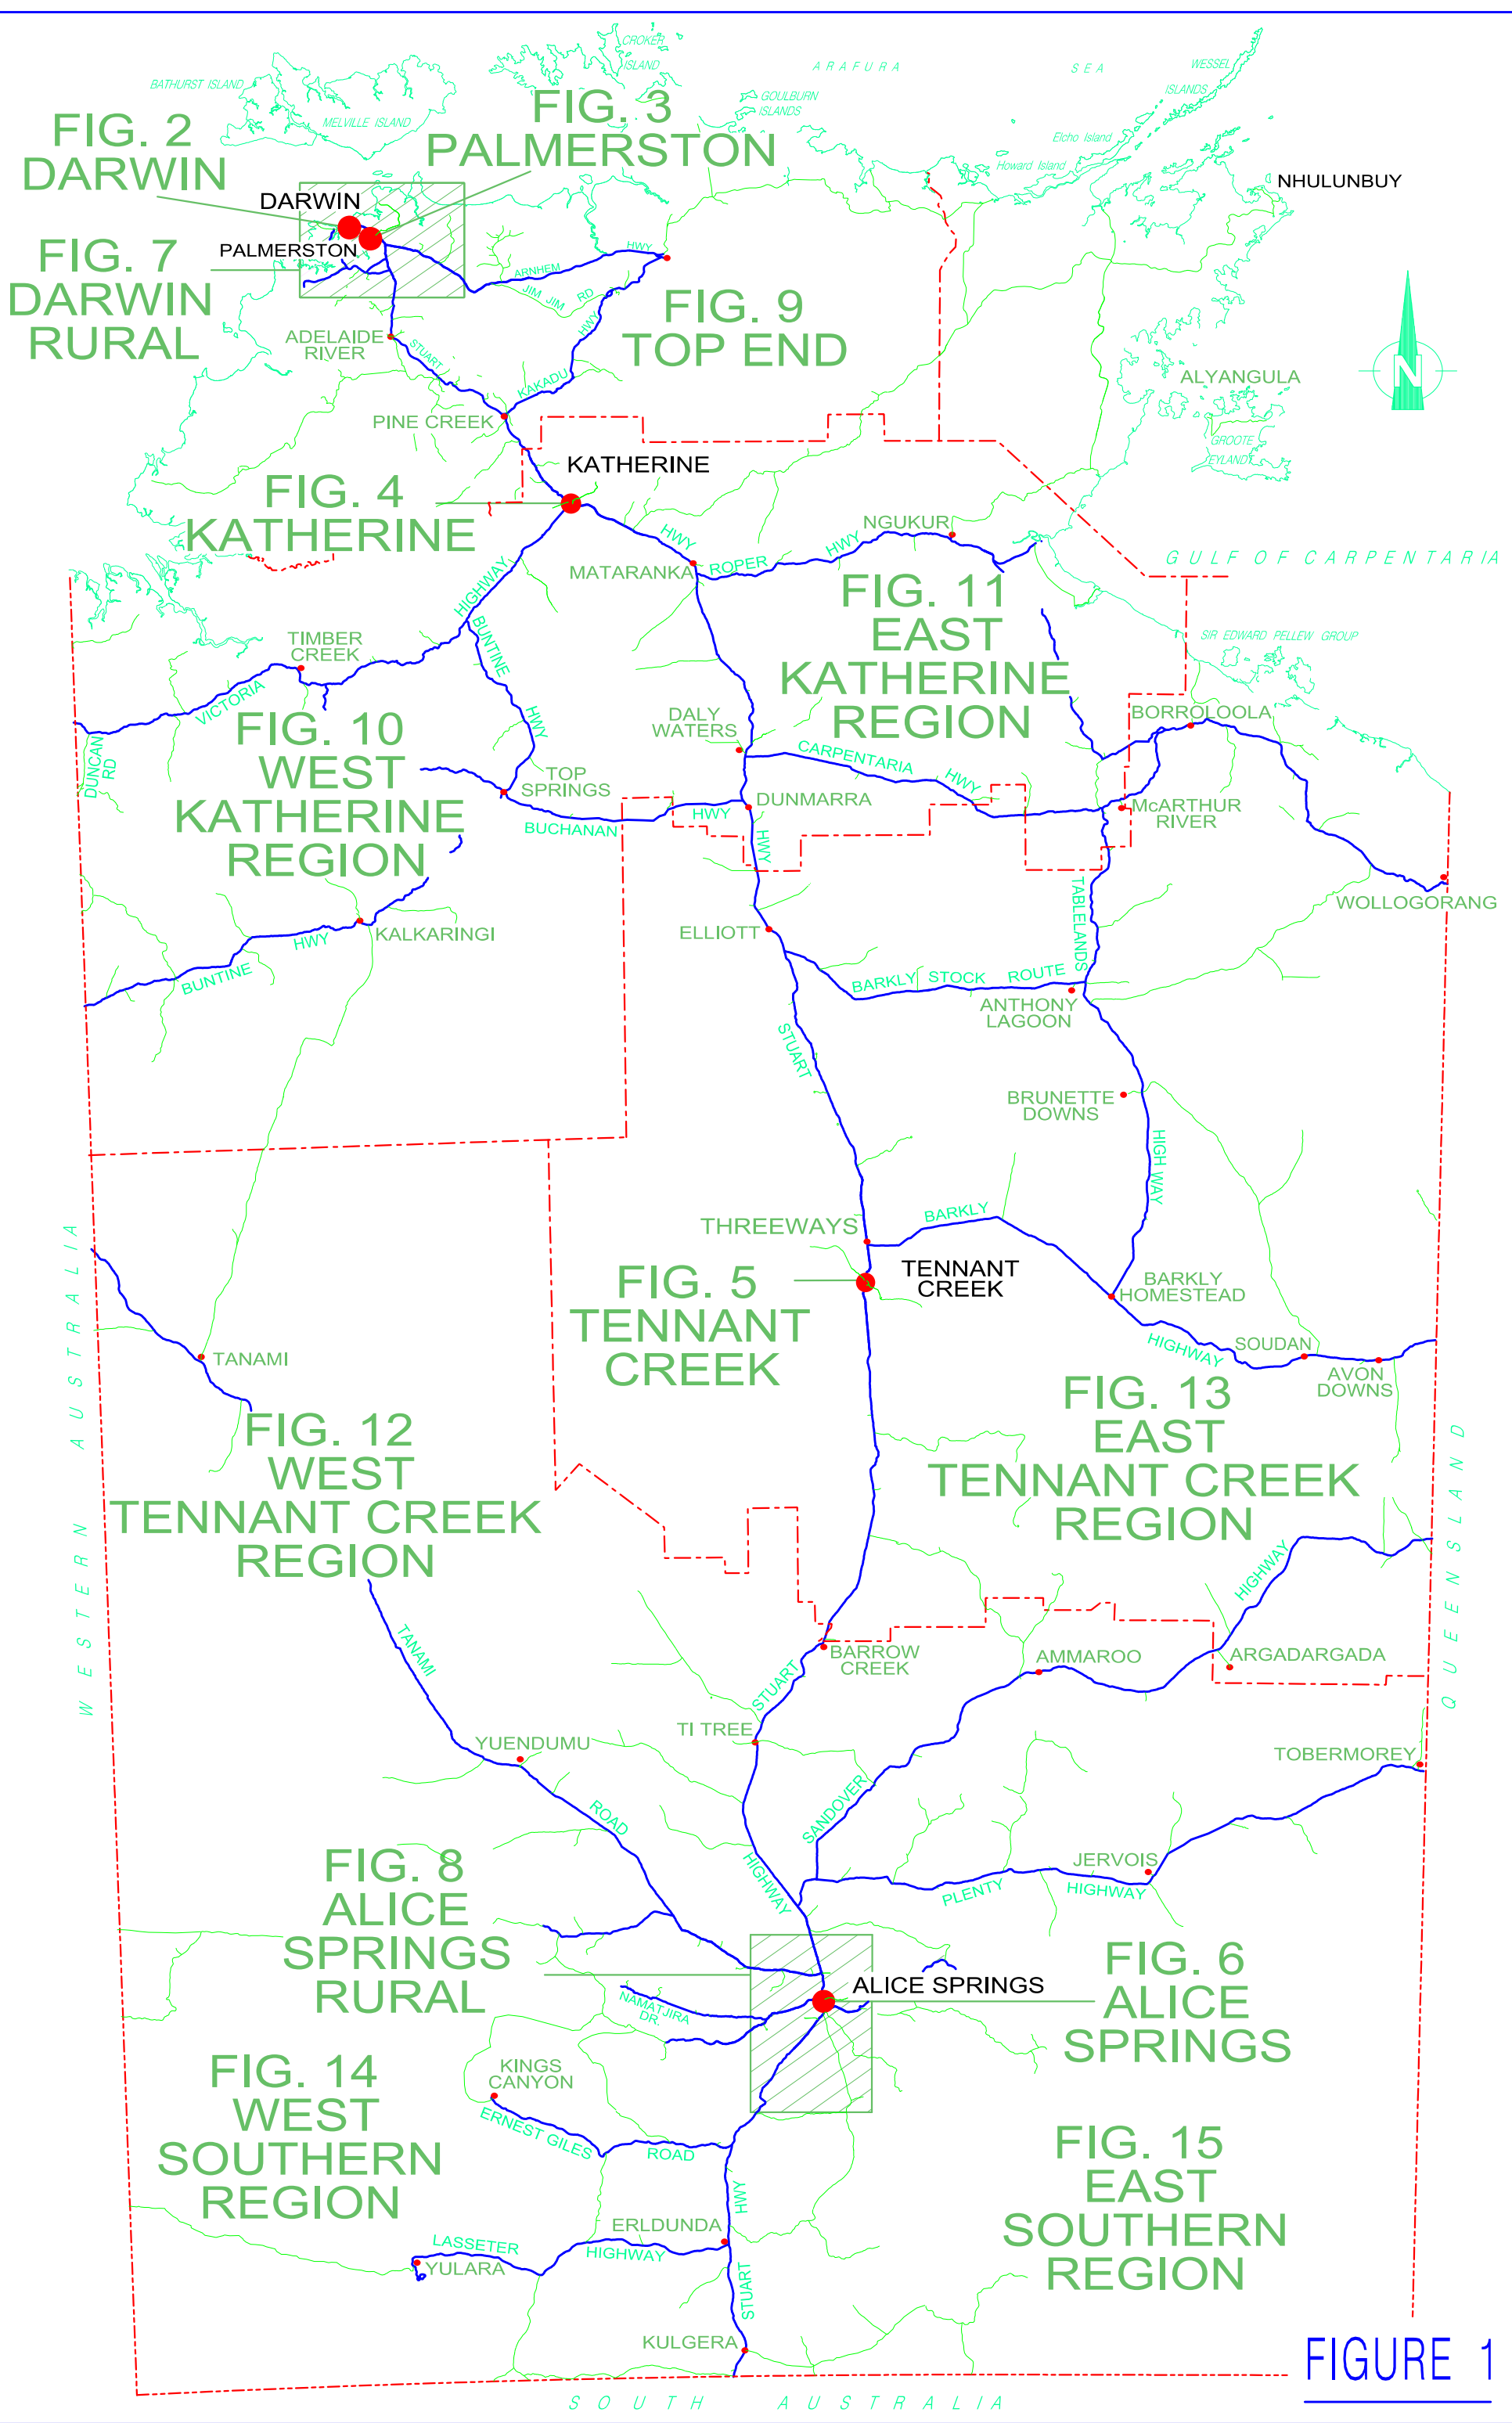 CROKER
ISLAND
ARAFURA SEA
WESSEL
ISLANDS
BATHURST ISLAND
MELVILLE ISLAND
GOULBURN
ISLANDS
Elcho Island
Howard Island
FIG. 2
DARWIN
FIG. 3
PALMERSTON
NHULUNBUY
DARWIN
PALMERSTON
FIG. 7
DARWIN
RURAL
ARNHEM
HWY
JIM JIM RD
FIG. 9
TOP END
ADELAIDE
RIVER
STUART
HWY
KAKADU
PINE CREEK
ALYANGULA
GROOTE
EYLANDT
N
KATHERINE
FIG. 4
KATHERINE
HWY
NGUKUR
MATARANKA
ROPER
HWY
GULF OF CARPENTARIA
FIG. 11
EAST
KATHERINE
REGION
HIGHWAY
BUNTINE
HWY
TIMBER
CREEK
VICTORIA
SIR EDWARD PELLEW GROUP
DALY
WATERS
BORROLOOLA
FIG. 10
WEST
KATHERINE
REGION
DUNCAN
RD
CARPENTARIA
HWY
TOP
SPRINGS
DUNMARRA
McARTHUR
RIVER
BUCHANAN
HWY
HWY
TABLELANDS
WOLLOGORANG
KALKARINGI
ELLIOTT
BUNTINE
HWY
BARKLY STOCK ROUTE
ANTHONY
LAGOON
STUART
BRUNETTE
DOWNS
HIGH WAY
THREEWAYS
BARKLY
TENNANT
CREEK
FIG. 5
TENNANT
CREEK
BARKLY
HOMESTEAD
HIGHWAY
SOUDAN
AVON
DOWNS
TANAMI
WESTERN AUSTRALIA
QUEENSLAND
FIG. 12
WEST
TENNANT CREEK
REGION
FIG. 13
EAST
TENNANT CREEK
REGION
HIGHWAY
TANAMI
BARROW
CREEK
AMMAROO
ARGADARGADA
STUART
TI TREE
YUENDUMU
TOBERMOREY
ROAD
SANDOVER
HIGHWAY
JERVOIS
PLENTY
HIGHWAY
FIG. 8
ALICE
SPRINGS
RURAL
ALICE SPRINGS
FIG. 6
ALICE
SPRINGS
NAMATJIRA
DR.
KINGS
CANYON
FIG. 14
WEST
SOUTHERN
REGION
ERNEST GILES
ROAD
FIG. 15
EAST
SOUTHERN
REGION
HWY
ERLDUNDA
LASSETER
HIGHWAY
YULARA
STUART
KULGERA
FIGURE 1
SOUTH AUSTRALIA